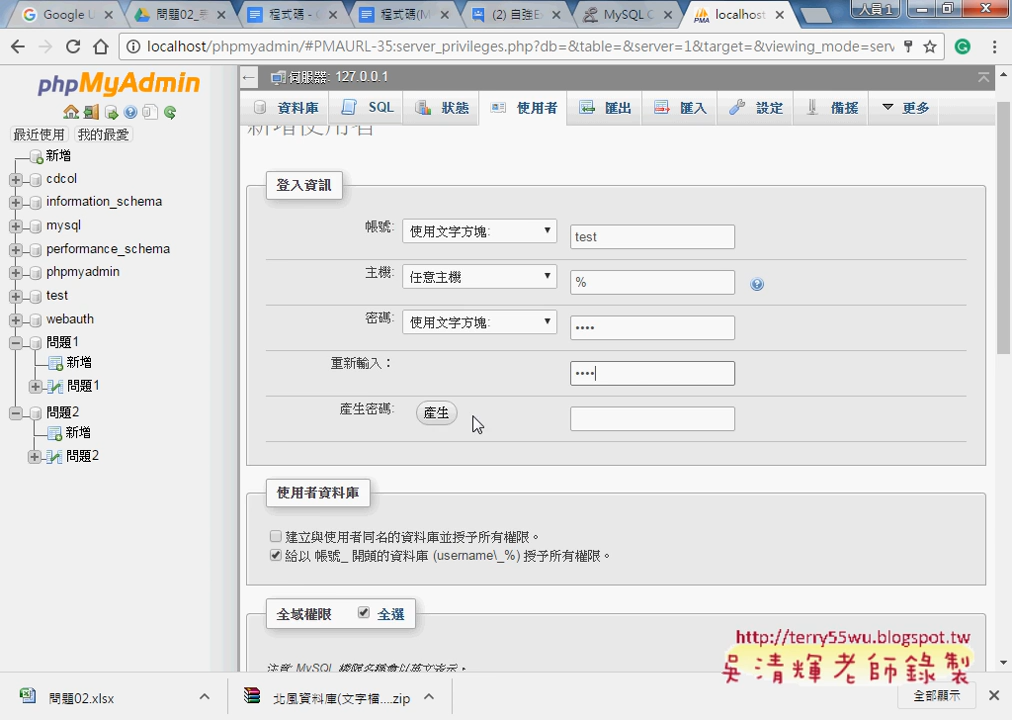 Google U
問題02_
程式碼 - G
程式碼(M
(2) 自強E
MySQL C
localhost/
人員1
localhost/phpmyadmin/#PMAURL-35:server_privileges.php?db=&table=&server=1&target=&viewing_mode=serv
phpMyAdmin
最近使用 我的最愛
新增
cdcol
information_schema
mysql
performance_schema
phpmyadmin
test
webauth
問題1
新增
問題1
問題2
新增
問題2
伺服器: 127.0.0.1
資料庫 SQL 狀態 使用者 匯出 匯入 設定 備援 更多
新增使用者
登入資訊
帳號: 使用文字方塊: test
主機: 任意主機 %
密碼: 使用文字方塊: ••••
重新輸入： ••••
產生密碼: 產生
使用者資料庫
建立與使用者同名的資料庫並授予所有權限。
給以 帳號_ 開頭的資料庫 (username\_%) 授予所有權限。
全域權限 全選
注意: MySQL 權限名稱會以英文表示。
http://terry55wu.blogspot.tw
吳清輝老師錄製
問題02.xlsx
北風資料庫(文字檔....zip
全部顯示